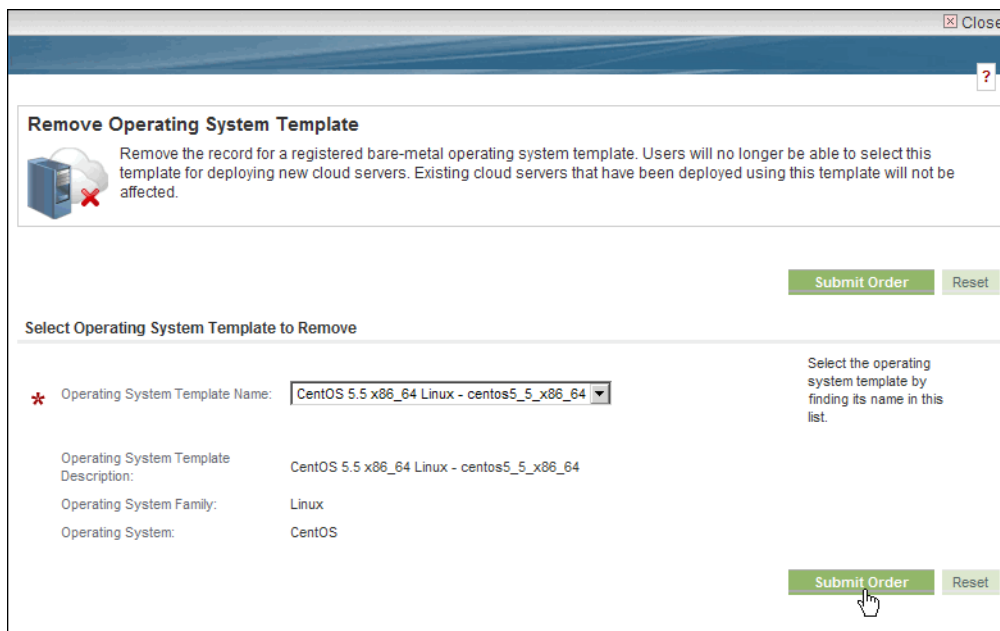 Close
?
Remove Operating System Template
Remove the record for a registered bare-metal operating system template. Users will no longer be able to select this
template for deploying new cloud servers. Existing cloud servers that have been deployed using this template will not be
affected.
Submit Order
Reset
Select Operating System Template to Remove
* Operating System Template Name:
CentOS 5.5 x86_64 Linux - centos5_5_x86_64
Select the operating
system template by
finding its name in this
list.
Operating System Template
Description:
CentOS 5.5 x86_64 Linux - centos5_5_x86_64
Operating System Family:
Linux
Operating System:
CentOS
Submit Order
Reset